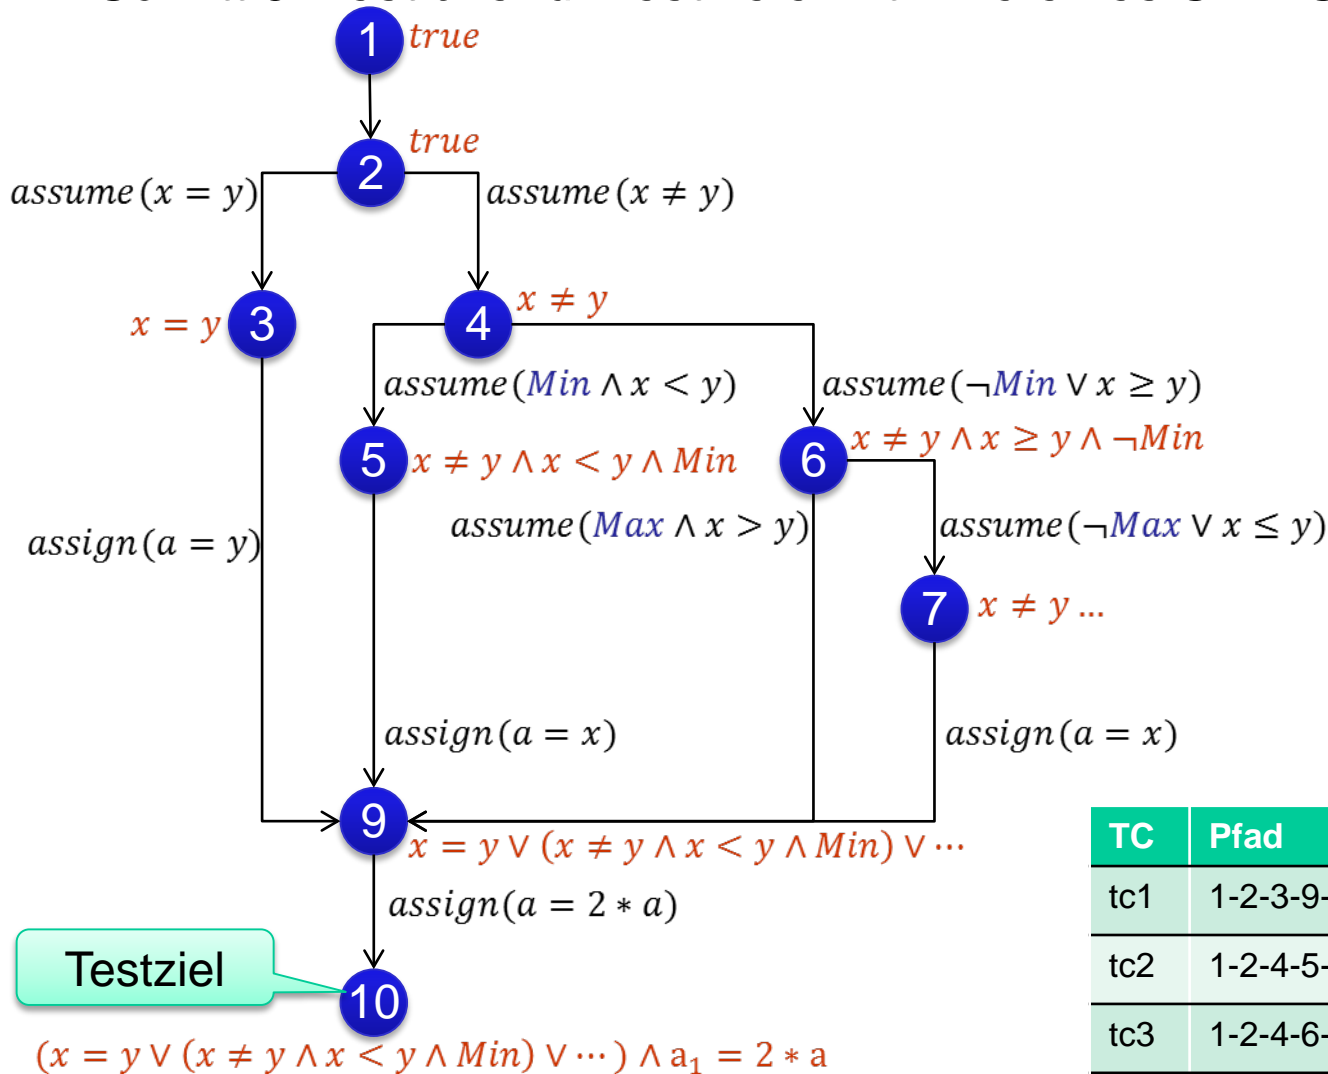 1 true
2 true
assume(x = y)
assume(x ≠ y)
x = y 3
4 x ≠ y
assume(Min ∧ x < y)
assume(¬Min ∨ x ≥ y)
5 x ≠ y ∧ x < y ∧ Min
6 x ≠ y ∧ x ≥ y ∧ ¬Min
assign(a = y)
assume(Max ∧ x > y)
assume(¬Max ∨ x ≤ y)
7 x ≠ y ...
assign(a = x)
assign(a = x)
9 x = y ∨ (x ≠ y ∧ x < y ∧ Min) ∨ ⋯
assign(a = 2 * a)
Testziel
10
(x = y ∨ (x ≠ y ∧ x < y ∧ Min) ∨ ⋯ ) ∧ a₁ = 2 * a
TC Pfad
tc1 1-2-3-9-
tc2 1-2-4-5-
tc3 1-2-4-6-